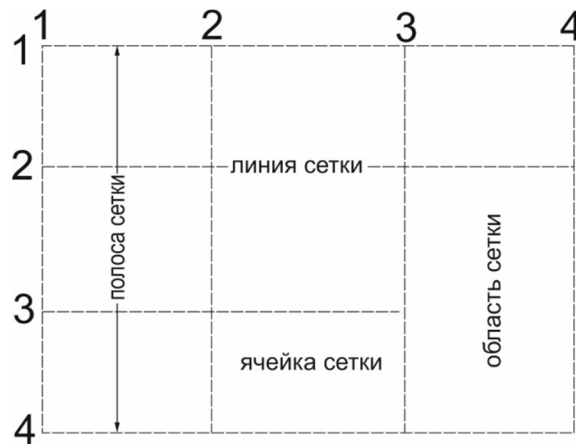 1 2 3 4
1
2
линия сетки
полоса сетки
область сетки
3
ячейка сетки
4